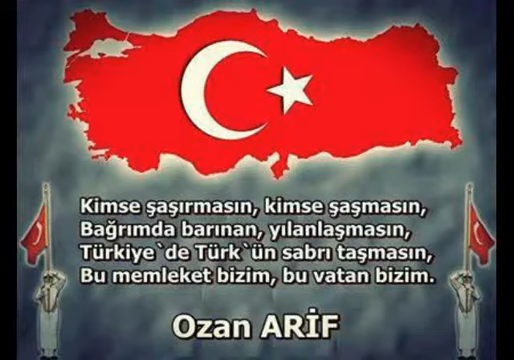 Kimse şaşırmasın, kimse şaşmasın,
Bağrımda barınan, yılanlaşmasın,
Türkiye`de Türk`ün sabrı taşmasın,
Bu memleket bizim, bu vatan bizim.
Ozan ARİF